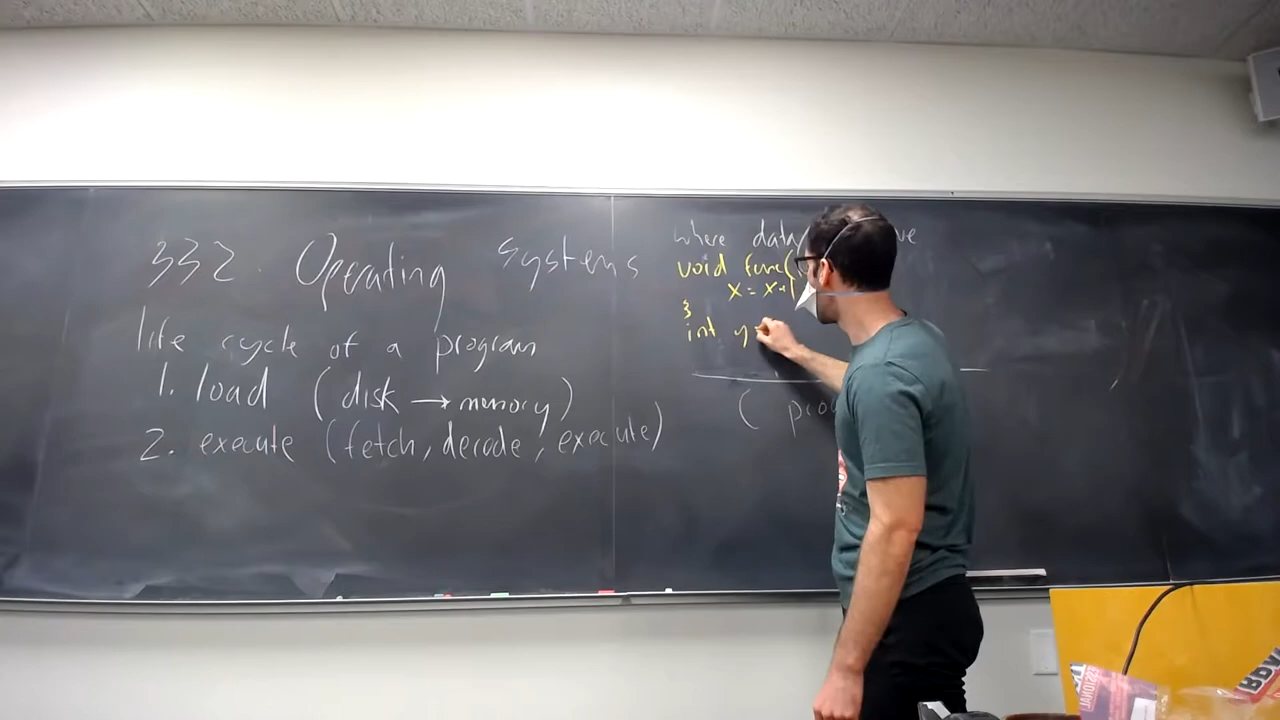 332 Operating Systems
life cycle of a program
1. load (disk → memory)
2. execute (fetch, decode, execute)
where data
void func(
x = x+1
}
int y=
(